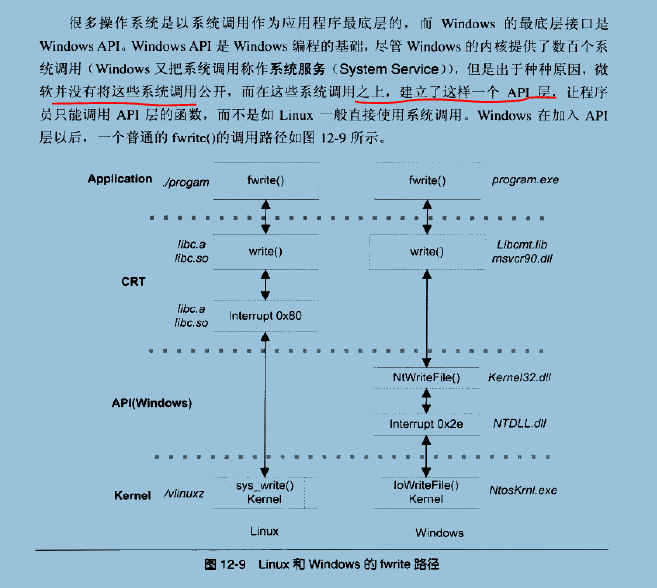 很多操作系统是以系统调用作为应用程序最底层的，而 Windows 的最底层接口是
Windows API。Windows API 是 Windows 编程的基础，尽管 Windows 的内核提供了数百个系
统调用（Windows 又把系统调用称作系统服务（System Service）），但是出于种种原因，微
软并没有将这些系统调用公开，而在这些系统调用之上，建立了这样一个 API 层，让程序
员只能调用 API 层的函数，而不是如 Linux 一般直接使用系统调用。Windows 在加入 API
层以后，一个普通的 fwrite()的调用路径如图 12-9 所示。
Application ./progam fwrite() fwrite() program.exe
libc.a Libcmt.lib
libc.so write() write() msvcr90.dll
CRT
libc.a
libc.so Interrupt 0x80
NtWriteFile() Kernel32.dll
API(Windows)
Interrupt 0x2e NTDLL.dll
Kernel /vlinuxz sys_write() IoWriteFile() NtosKrnl.exe
Kernel Kernel
Linux Windows
图 12-9 Linux 和 Windows 的 fwrite 路径